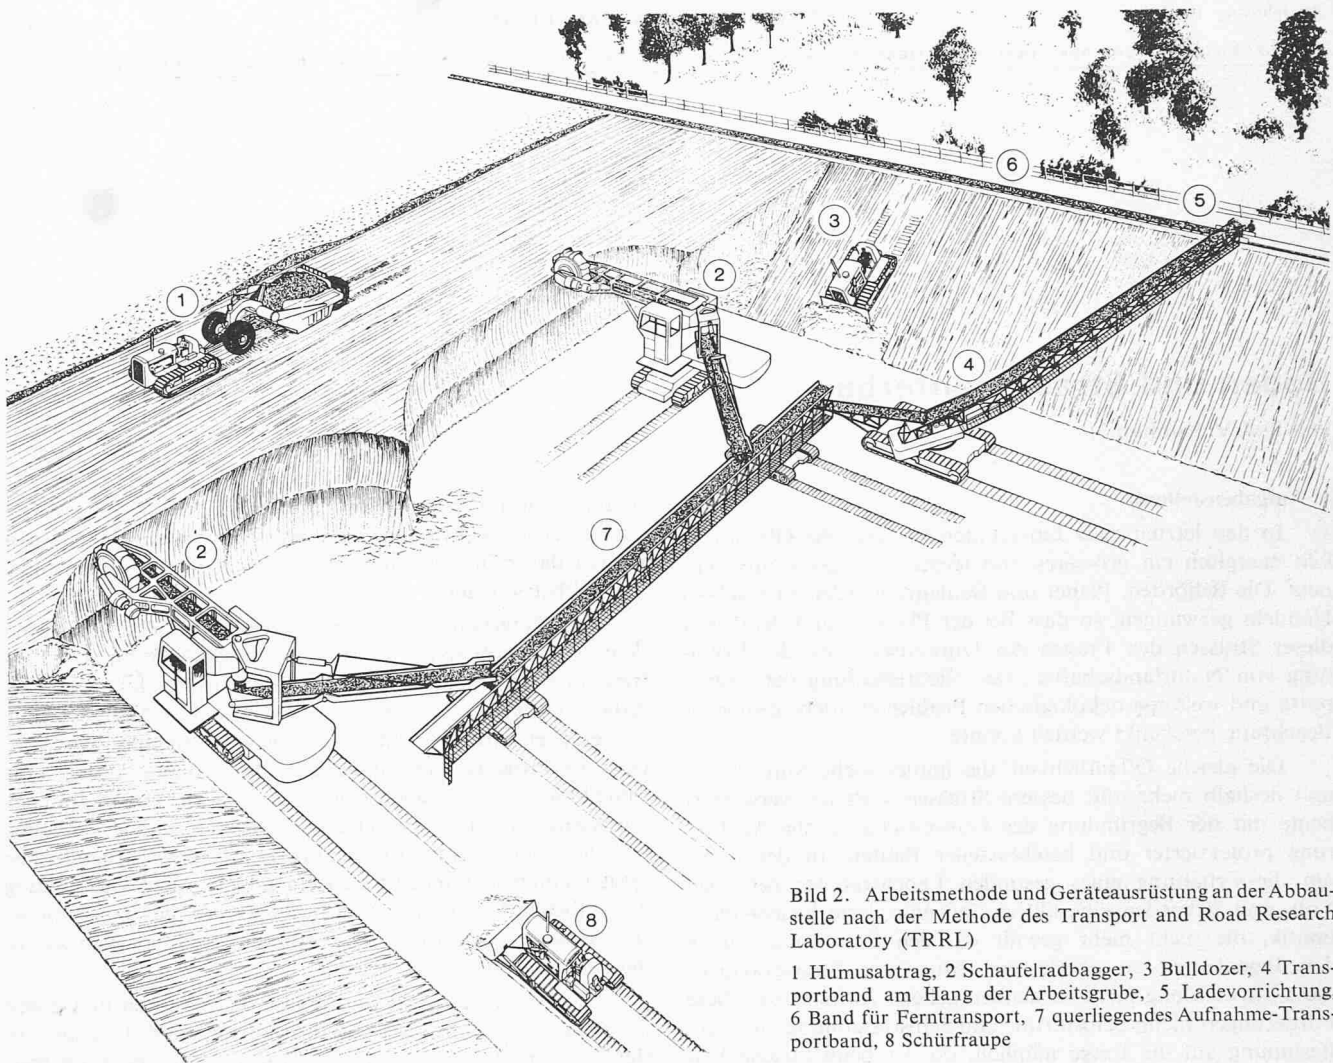 6
5
3
2
1
4
7
2
8
Bild 2. Arbeitsmethode und Geräteausrüstung an der Abbau-
stelle nach der Methode des Transport and Road Research
Laboratory (TRRL)
1 Humusabtrag, 2 Schaufelradbagger, 3 Bulldozer, 4 Trans-
portband am Hang der Arbeitsgrube, 5 Ladevorrichtung,
6 Band für Ferntransport, 7 querliegendes Aufnahme-Trans-
portband, 8 Schürfraupe